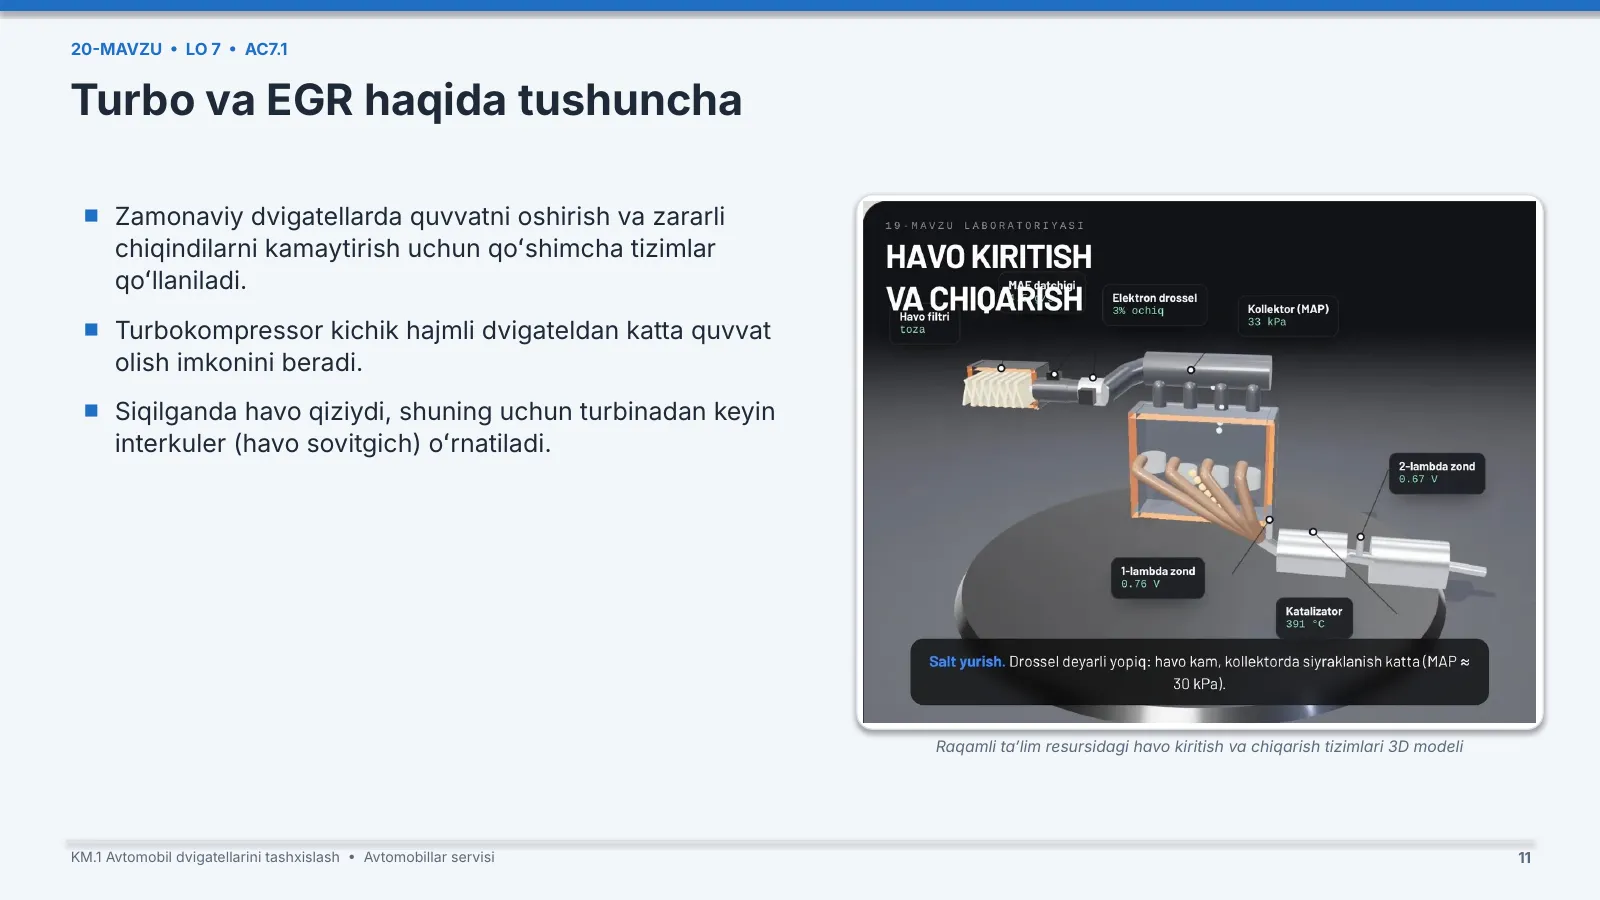 20-MAVZU • LO 7 • AC7.1
Turbo va EGR haqida tushuncha
■ Zamonaviy dvigatellarda quvvatni oshirish va zararli
chiqindilarni kamaytirish uchun qoʻshimcha tizimlar
qoʻllaniladi.
■ Turbokompressor kichik hajmli dvigateldan katta quvvat
olish imkonini beradi.
■ Siqilganda havo qiziydi, shuning uchun turbinadan keyin
interkuler (havo sovitgich) oʻrnatiladi.
19-MAVZU LABORATORIYASI
HAVO KIRITISH
VA CHIQARISH
MAF datchigi
Havo filtri
toza
Elektron drossel
3% ochiq
Kollektor (MAP)
33 kPa
2-lambda zond
0.67 V
1-lambda zond
0.76 V
Katalizator
391 °C
Salt yurish. Drossel deyarli yopiq: havo kam, kollektorda siyraklanish katta (MAP ≈
30 kPa).
Raqamli ta’lim resursidagi havo kiritish va chiqarish tizimlari 3D modeli
KM.1 Avtomobil dvigatellarini tashxislash • Avtomobillar servisi
11